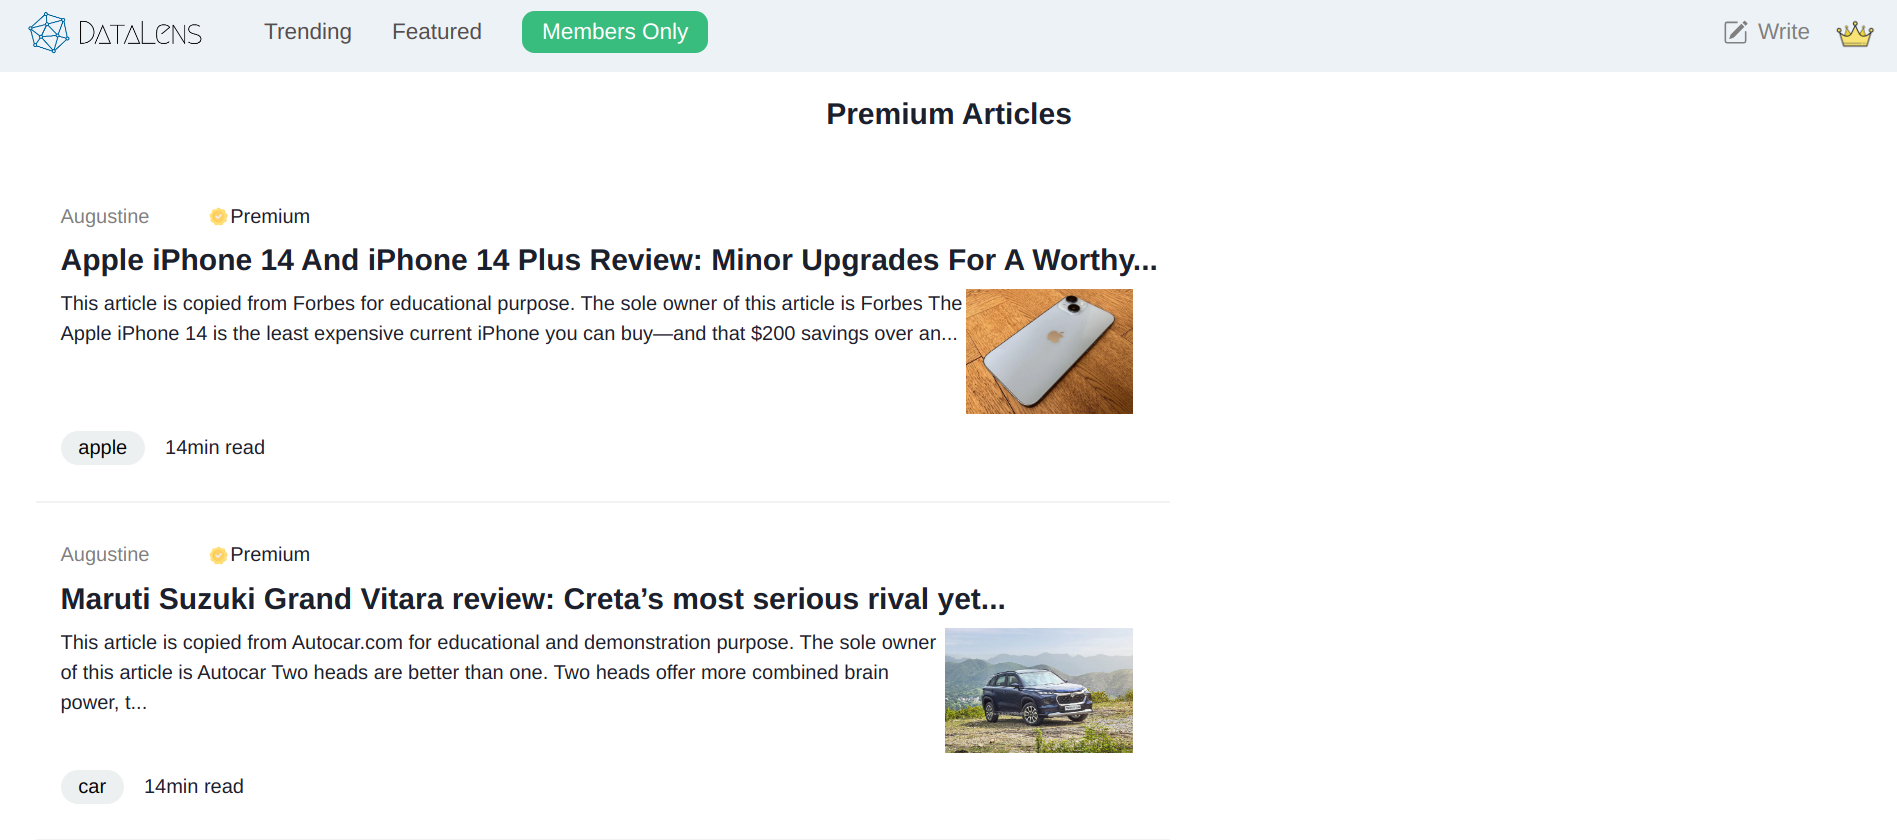 DATALENS
Trending
Featured
Members Only
Write
Premium Articles
Augustine
Premium
Apple iPhone 14 And iPhone 14 Plus Review: Minor Upgrades For A Worthy...
This article is copied from Forbes for educational purpose. The sole owner of this article is Forbes The
Apple iPhone 14 is the least expensive current iPhone you can buy—and that $200 savings over an...
apple
14min read
Augustine
Premium
Maruti Suzuki Grand Vitara review: Creta’s most serious rival yet...
This article is copied from Autocar.com for educational and demonstration purpose. The sole owner
of this article is Autocar Two heads are better than one. Two heads offer more combined brain
power, t...
car
14min read